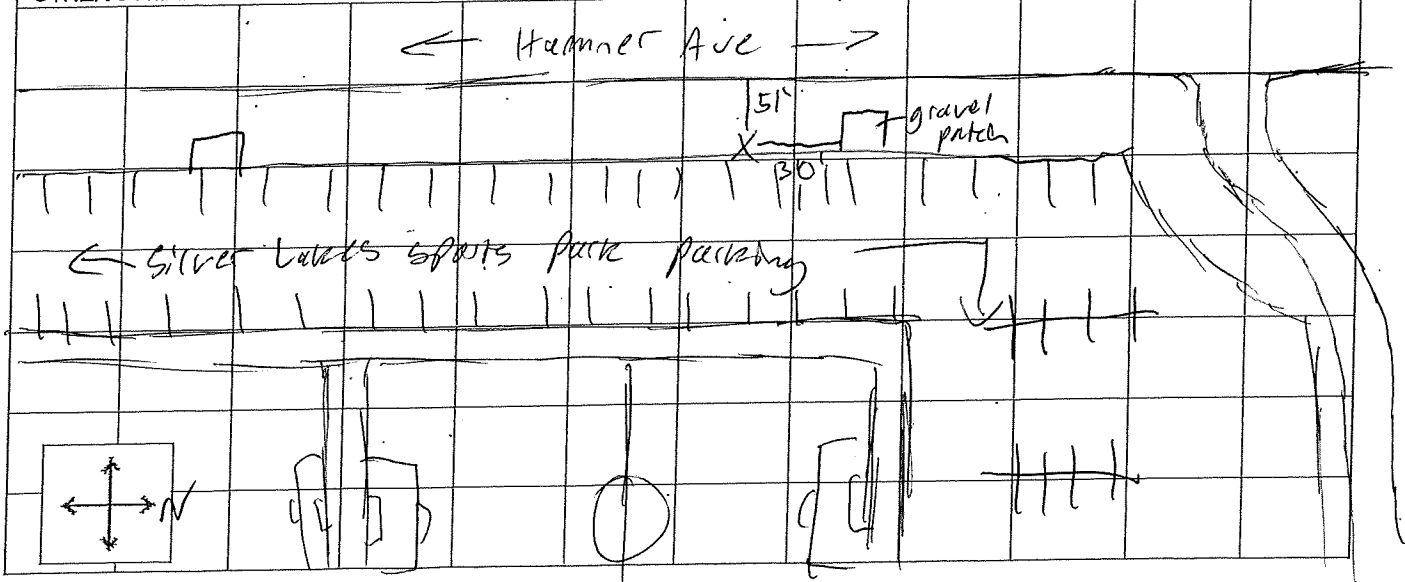 ← Hamner Ave →
51'
X
gravel
patch
30'
← Silver Lakes sports park parking
N